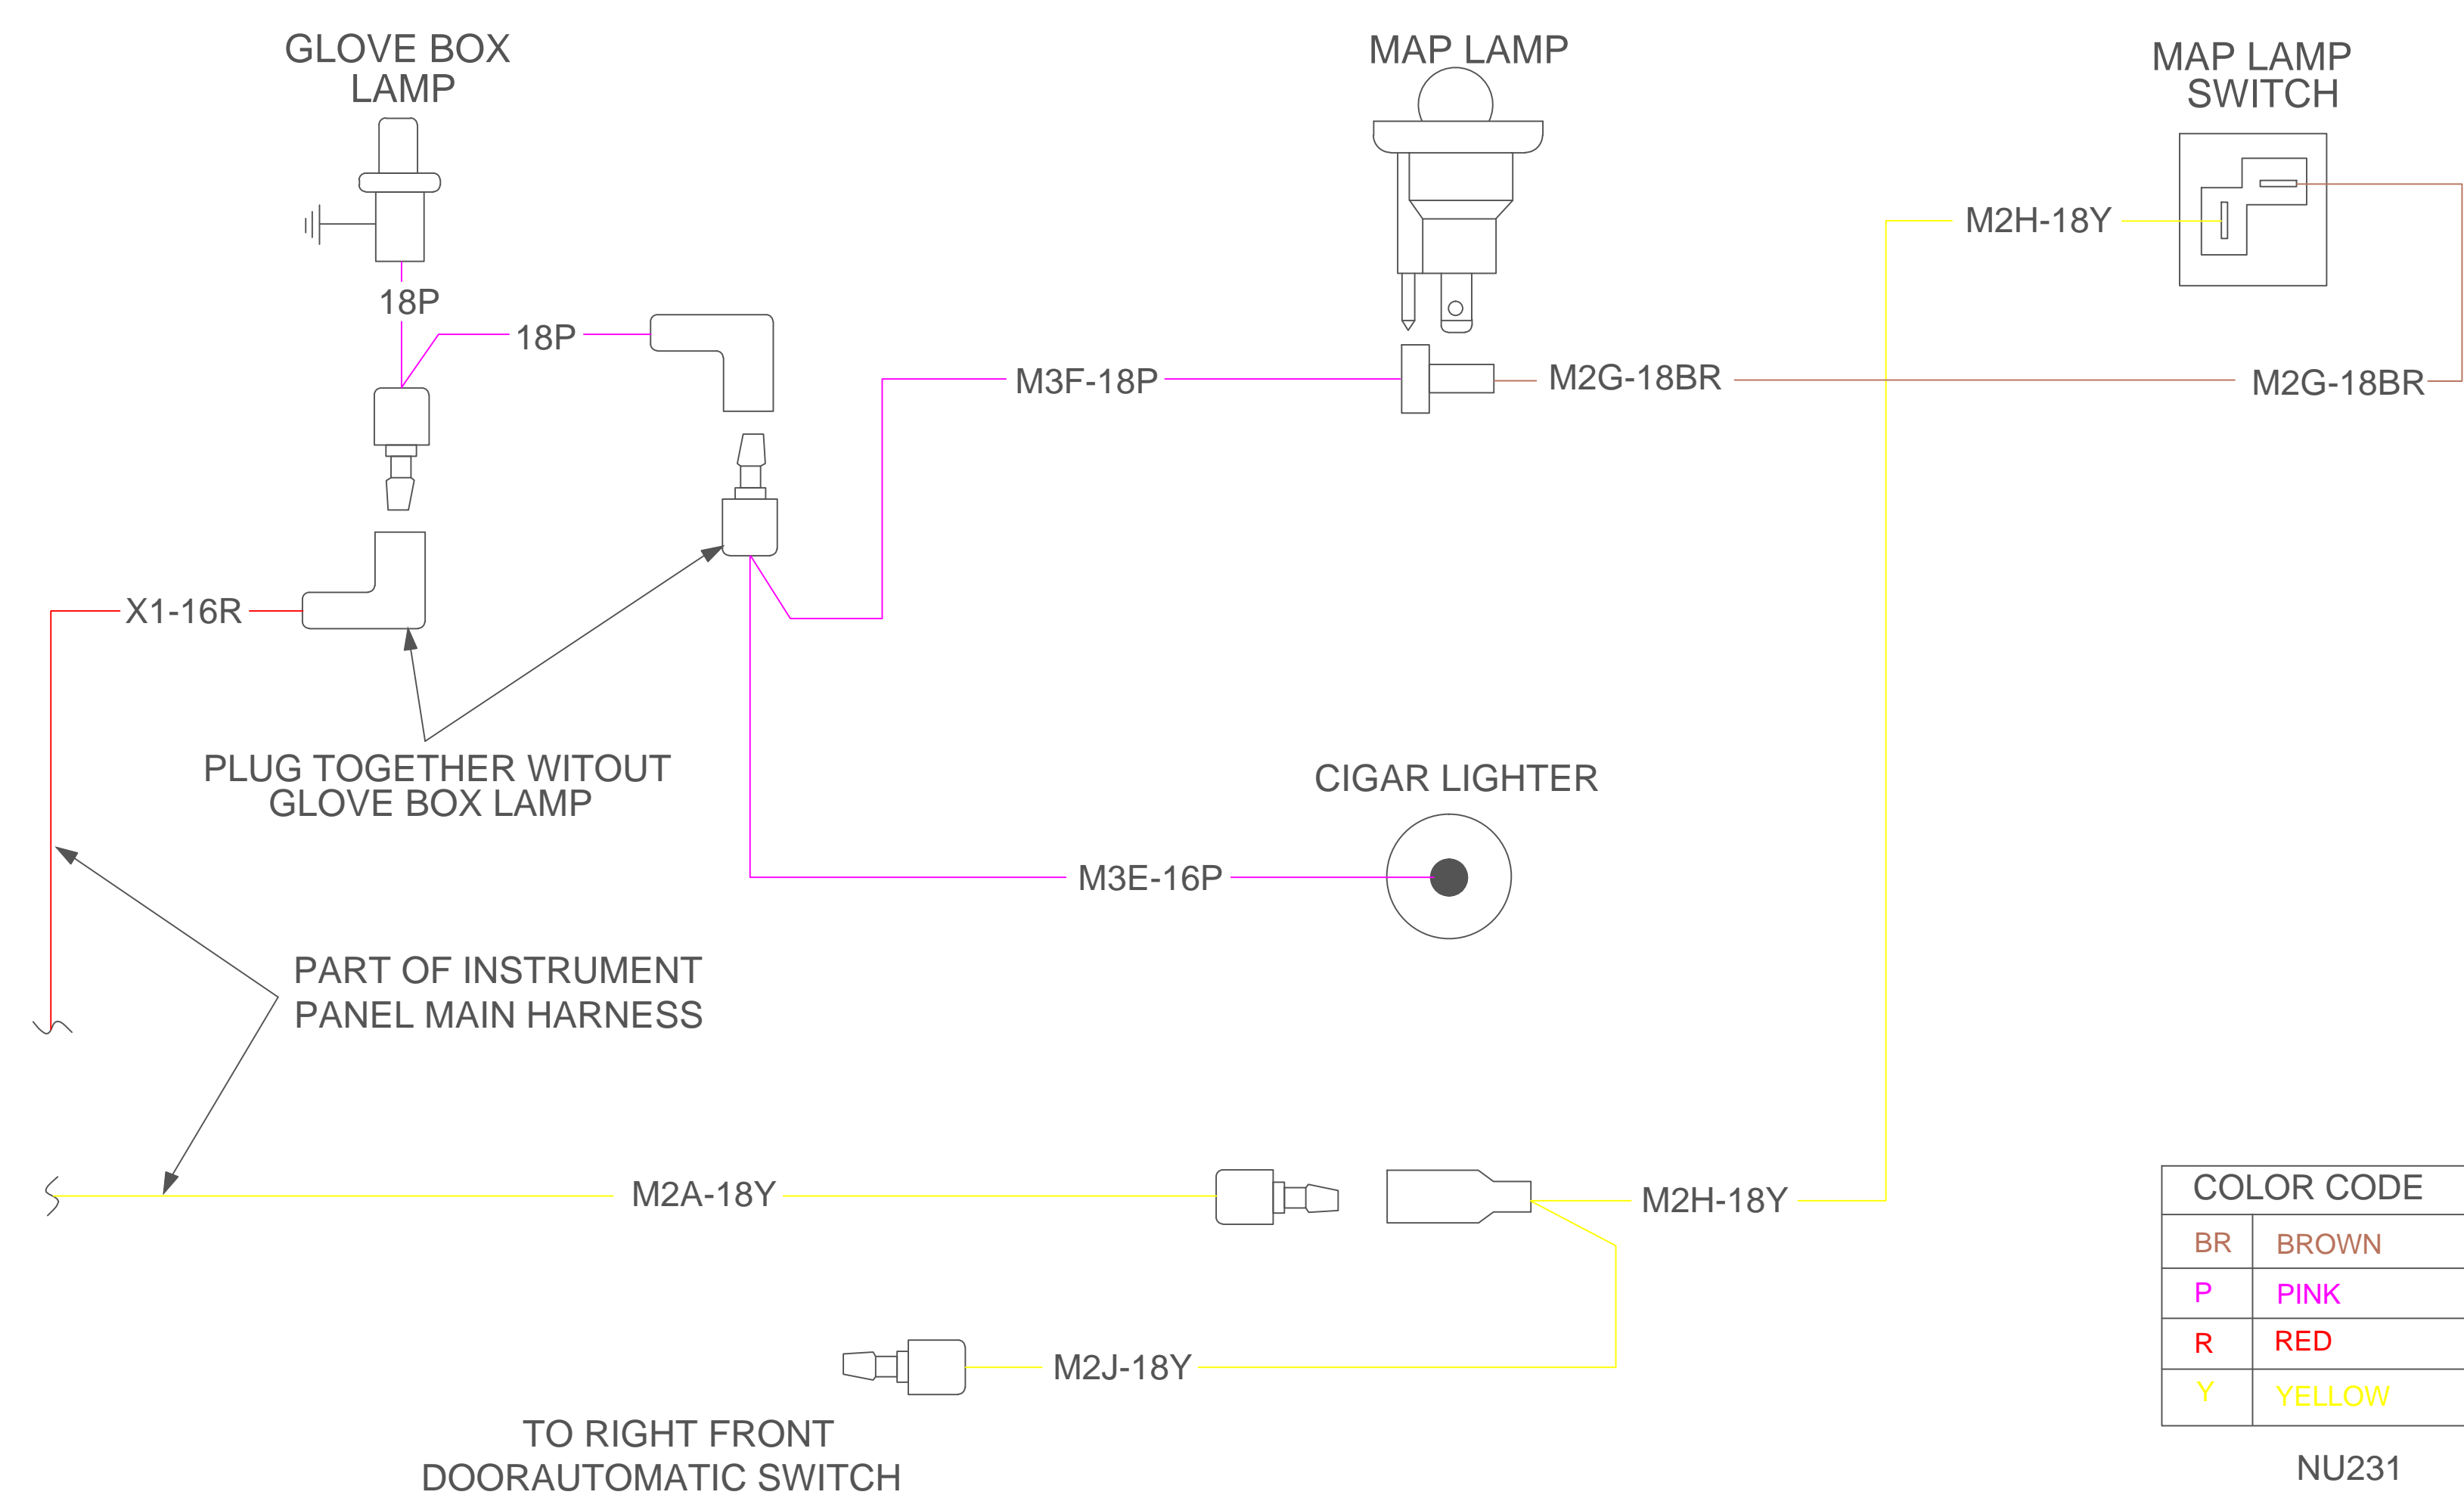 GLOVE BOX
LAMP
MAP LAMP
MAP LAMP
SWITCH
M2H-18Y
18P
18P
M3F-18P
M2G-18BR
M2G-18BR
X1-16R
PLUG TOGETHER WITOUT
GLOVE BOX LAMP
CIGAR LIGHTER
M3E-16P
PART OF INSTRUMENT
PANEL MAIN HARNESS
M2A-18Y
M2H-18Y
M2J-18Y
TO RIGHT FRONT
DOORAUTOMATIC SWITCH
COLOR CODE
BR BROWN
P PINK
R RED
Y YELLOW
NU231